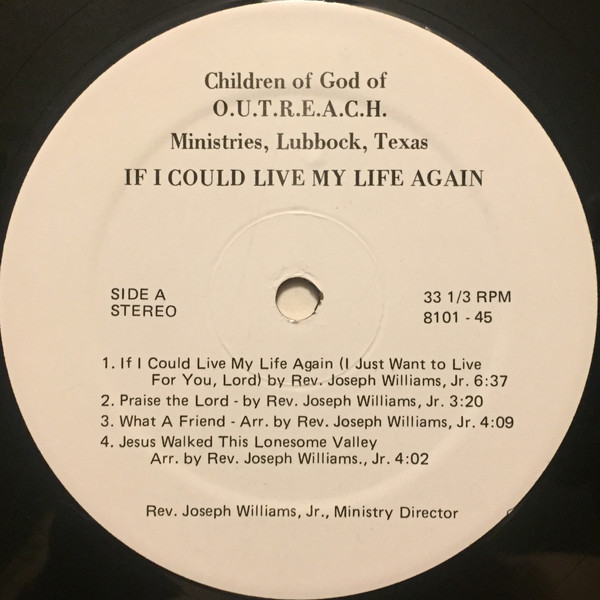 Children of God of
O.U.T.R.E.A.C.H.
Ministries, Lubbock, Texas
IF I COULD LIVE MY LIFE AGAIN
SIDE A
STEREO
33 1/3 RPM
8101 - 45
1. If I Could Live My Life Again (I Just Want to Live
For You, Lord) by Rev. Joseph Williams, Jr. 6:37
2. Praise the Lord - by Rev. Joseph Williams, Jr. 3:20
3. What A Friend - Arr. by Rev. Joseph Williams, Jr. 4:09
4. Jesus Walked This Lonesome Valley
Arr. by Rev. Joseph Williams., Jr. 4:02
Rev. Joseph Williams, Jr., Ministry Director